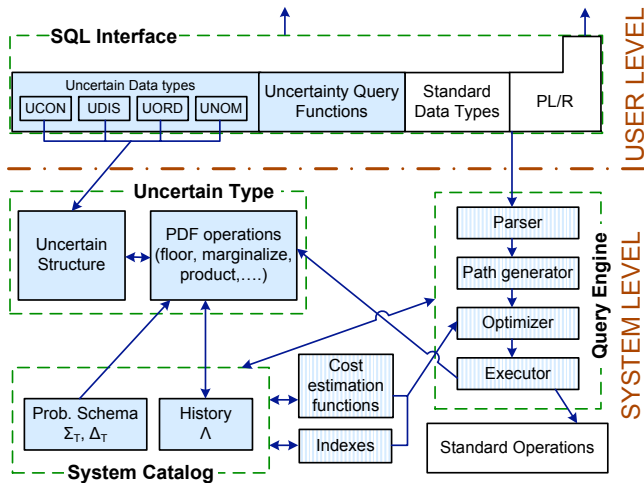 SQL Interface
Uncertain Data types
UCON
UDIS
UORD
UNOM
Uncertainty Query
Functions
Standard
Data Types
PL/R
USER LEVEL
Uncertain Type
Uncertain
Structure
PDF operations
(floor, marginalize,
product,....)
Parser
Path generator
Optimizer
Executor
Query Engine
SYSTEM LEVEL
Prob. Schema
Σ_T, Δ_T
History
Λ
System Catalog
Cost
estimation
functions
Indexes
Standard Operations